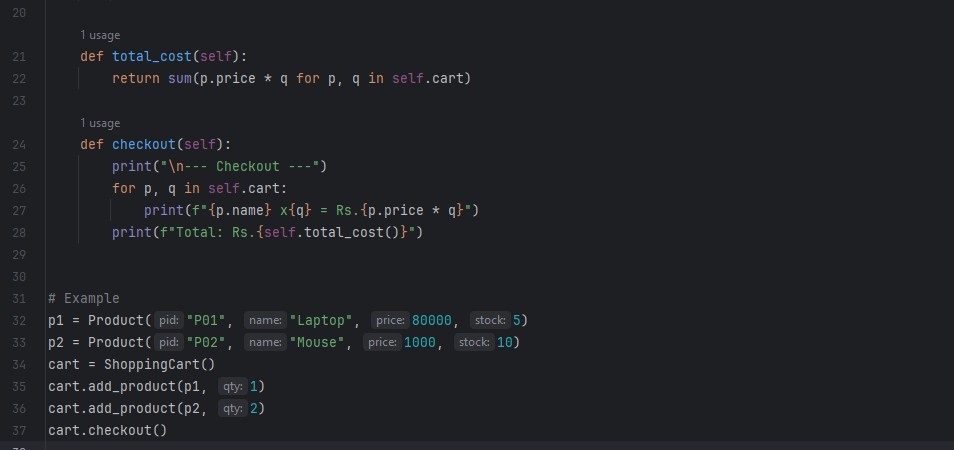 20
1 usage
21 def total_cost(self):
22 return sum(p.price * q for p, q in self.cart)
23
1 usage
24 def checkout(self):
25 print("\n--- Checkout ---")
26 for p, q in self.cart:
27 print(f"{p.name} x{q} = Rs.{p.price * q}")
28 print(f"Total: Rs.{self.total_cost()}")
29
30
31 # Example
32 p1 = Product( pid: "P01", name: "Laptop", price: 80000, stock: 5)
33 p2 = Product( pid: "P02", name: "Mouse", price: 1000, stock: 10)
34 cart = ShoppingCart()
35 cart.add_product(p1, qty: 1)
36 cart.add_product(p2, qty: 2)
37 cart.checkout()